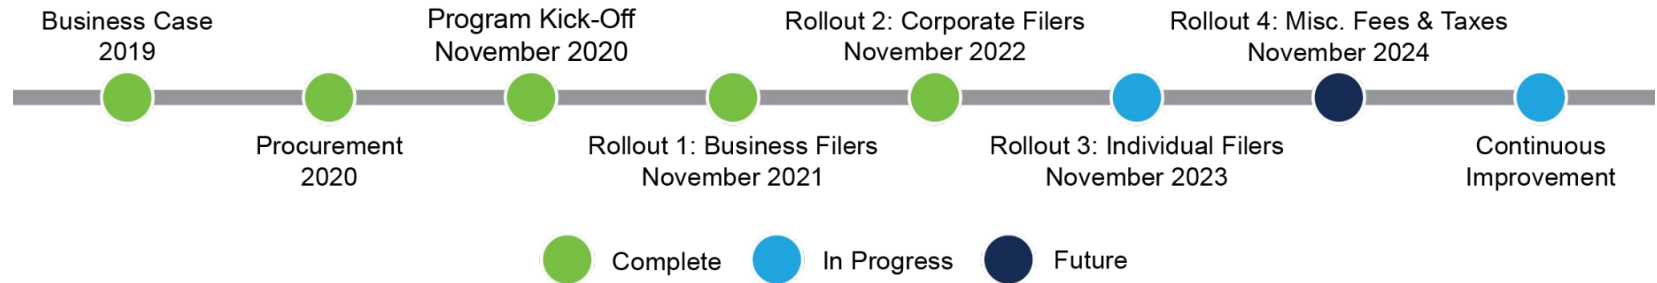 Business Case
2019
Procurement
2020
Program Kick-Off
November 2020
Rollout 1: Business Filers
November 2021
Rollout 2: Corporate Filers
November 2022
Rollout 3: Individual Filers
November 2023
Rollout 4: Misc. Fees & Taxes
November 2024
Continuous
Improvement
Complete
In Progress
Future